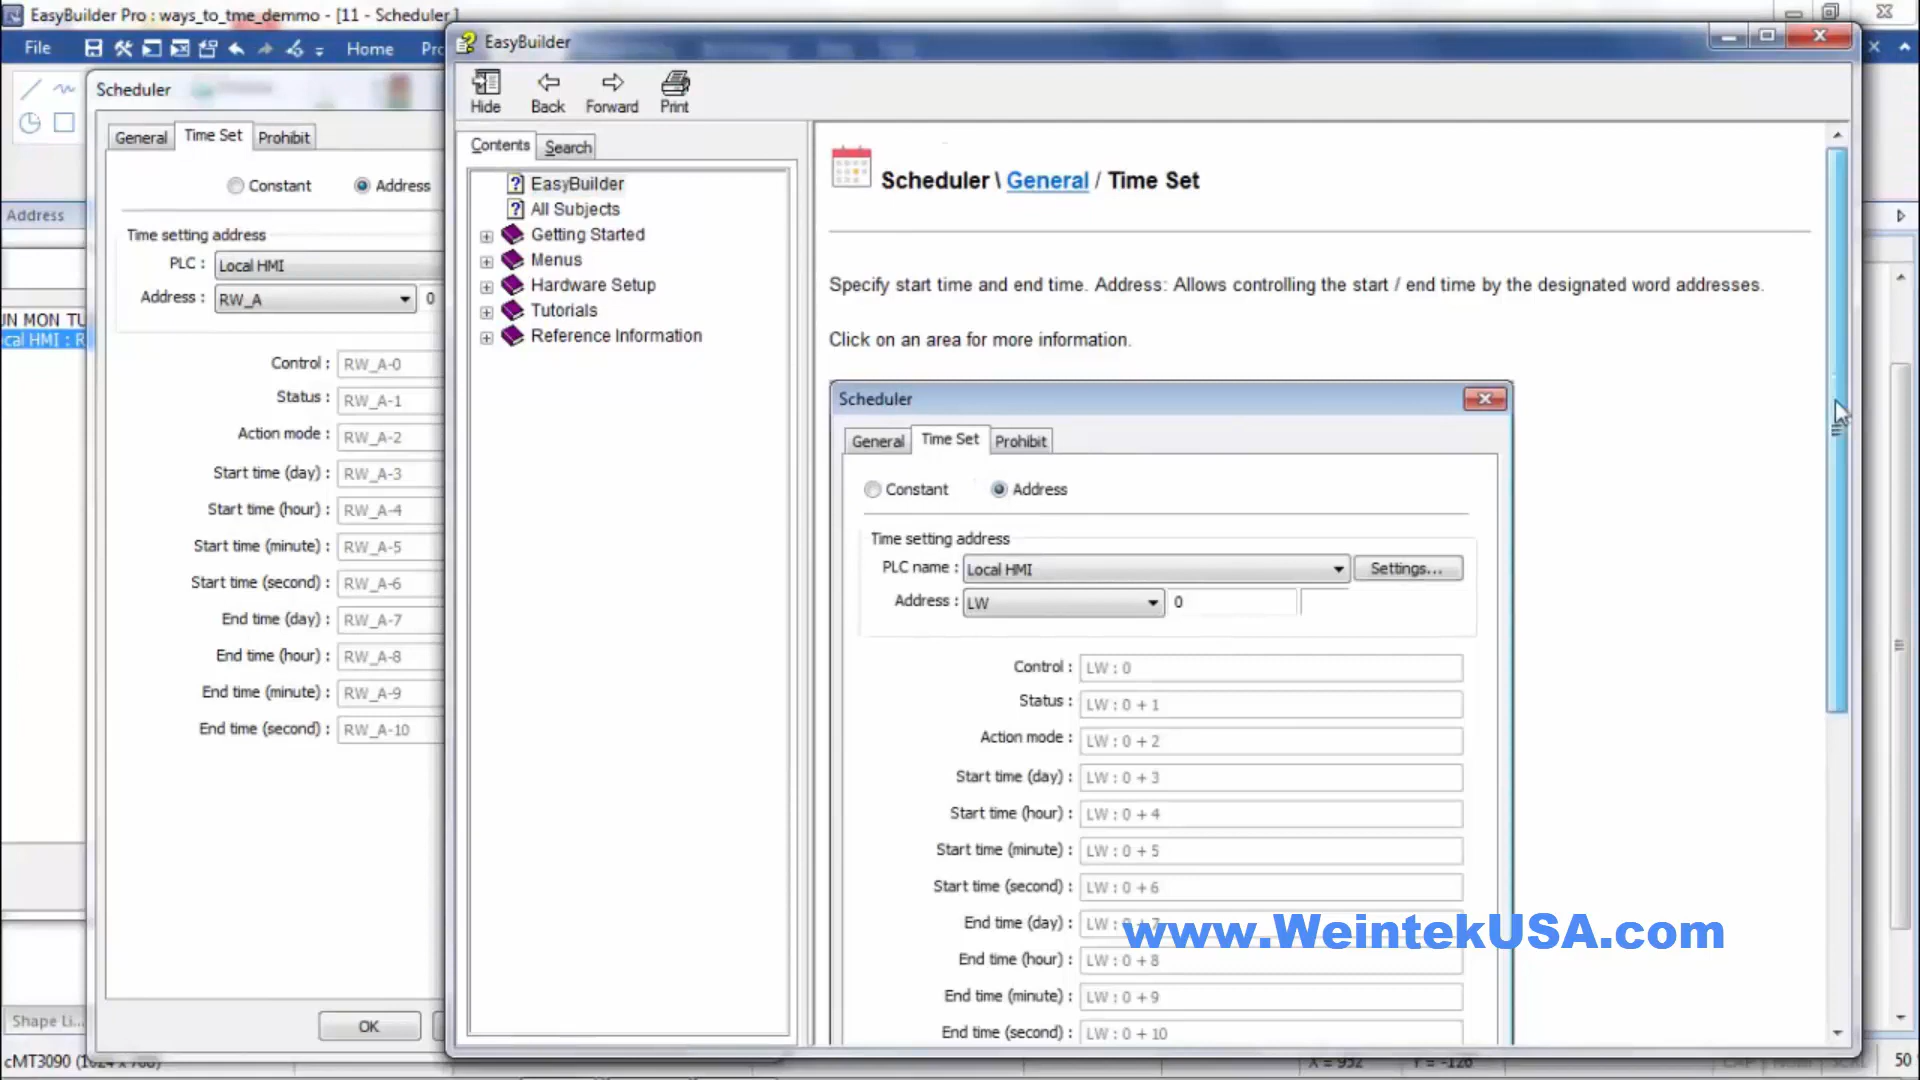 EasyBuilder Pro : ways_to_tme_demmo - [11 - Scheduler]
File
Home
Address
UN MON TU
cal HMI : R
Shape Li...
cMT3090
50
Scheduler
General
Time Set
Prohibit
Constant
Address
Time setting address
PLC :
Local HMI
Address :
RW_A
0
Control :
RW_A-0
Status :
RW_A-1
Action mode :
RW_A-2
Start time (day) :
RW_A-3
Start time (hour) :
RW_A-4
Start time (minute) :
RW_A-5
Start time (second) :
RW_A-6
End time (day) :
RW_A-7
End time (hour) :
RW_A-8
End time (minute) :
RW_A-9
End time (second) :
RW_A-10
OK
EasyBuilder
Hide
Back
Forward
Print
Contents
Search
EasyBuilder
All Subjects
Getting Started
Menus
Hardware Setup
Tutorials
Reference Information
Scheduler \ General / Time Set
Specify start time and end time. Address: Allows controlling the start / end time by the designated word addresses.
Click on an area for more information.
Scheduler
General
Time Set
Prohibit
Constant
Address
Time setting address
PLC name :
Local HMI
Settings...
Address :
LW
0
Control :
LW : 0
Status :
LW : 0 + 1
Action mode :
LW : 0 + 2
Start time (day) :
LW : 0 + 3
Start time (hour) :
LW : 0 + 4
Start time (minute) :
LW : 0 + 5
Start time (second) :
LW : 0 + 6
End time (day) :
LW : 0 + 7
www.WeintekUSA.com
End time (hour) :
LW : 0 + 8
End time (minute) :
LW : 0 + 9
End time (second) :
LW : 0 + 10